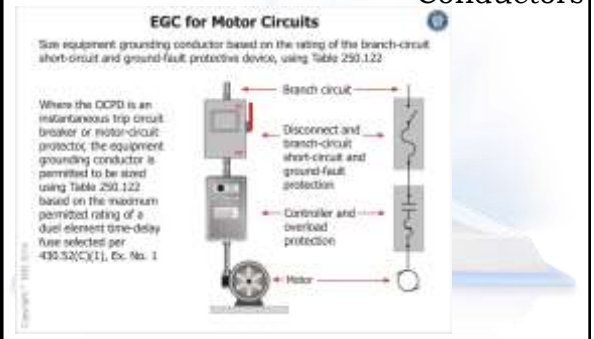 Conductors
EGC for Motor Circuits
Size equipment grounding conductor based on the rating of the branch-circuit
short-circuit and ground-fault protective device, using Table 250.122
Where the OCPD is an
instantaneous trip circuit
breaker or motor-circuit
protector, the equipment
grounding conductor is
permitted to be sized
using Table 250.122
based on the maximum
permitted rating of a
duel element time-delay
fuse selected per
430.52(C)(1), Ex. No. 1
Branch circuit
Disconnect and
branch-circuit
short-circuit and
ground-fault
protection
Controller and
overload
protection
Motor
Copyright